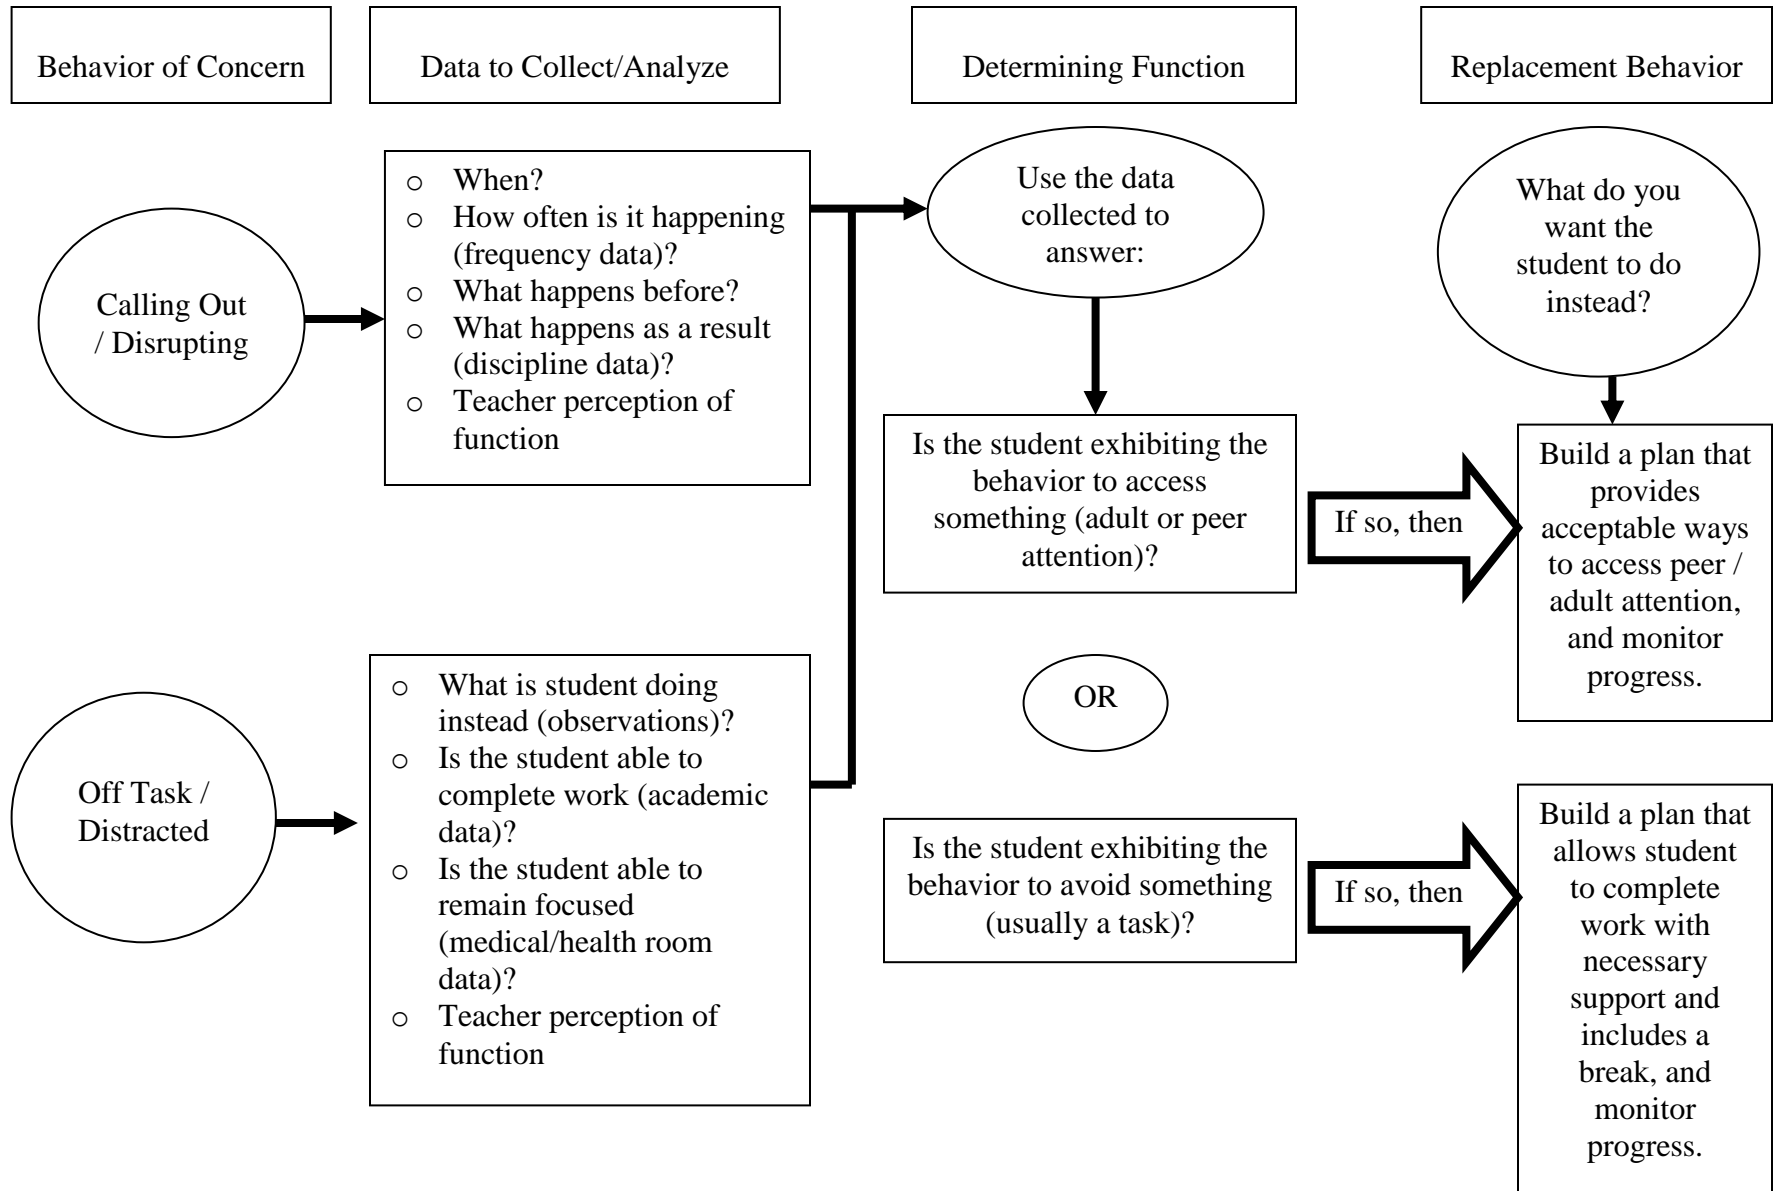 Behavior of Concern
Data to Collect/Analyze
Determining Function
Replacement Behavior
Calling Out
/ Disrupting
o When?
o How often is it happening
(frequency data)?
o What happens before?
o What happens as a result
(discipline data)?
o Teacher perception of
function
Use the data
collected to
answer:
What do you
want the
student to do
instead?
Is the student exhibiting the
behavior to access
something (adult or peer
attention)?
If so, then
Build a plan that
provides
acceptable ways
to access peer /
adult attention,
and monitor
progress.
OR
Off Task /
Distracted
o What is student doing
instead (observations)?
o Is the student able to
complete work (academic
data)?
o Is the student able to
remain focused
(medical/health room
data)?
o Teacher perception of
function
Is the student exhibiting the
behavior to avoid something
(usually a task)?
If so, then
Build a plan that
allows student
to complete
work with
necessary
support and
includes a
break, and
monitor
progress.